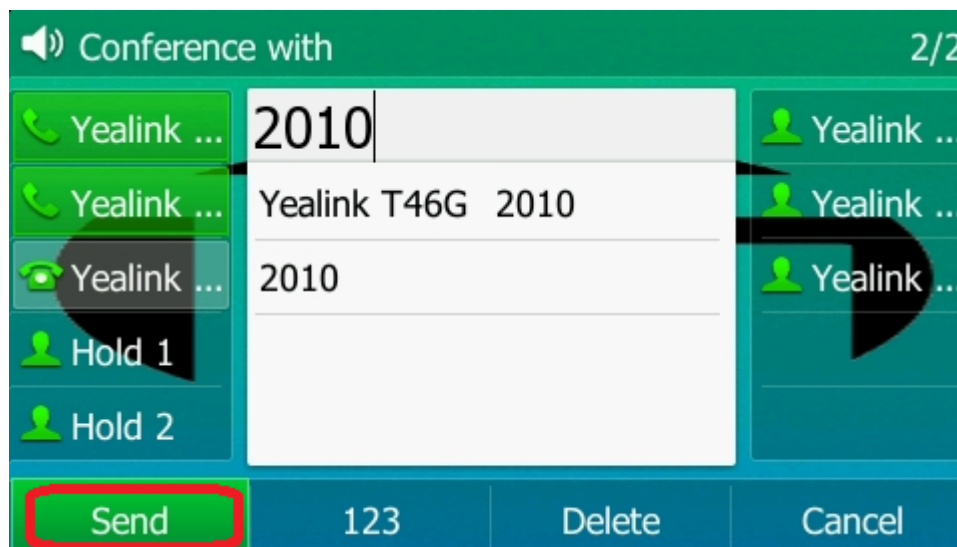 Conference with 2/2
Yealink ...
Yealink ...
Yealink ...
Hold 1
Hold 2
2010
Yealink T46G 2010
2010
Yealink ...
Yealink ...
Yealink ...
Send 123 Delete Cancel